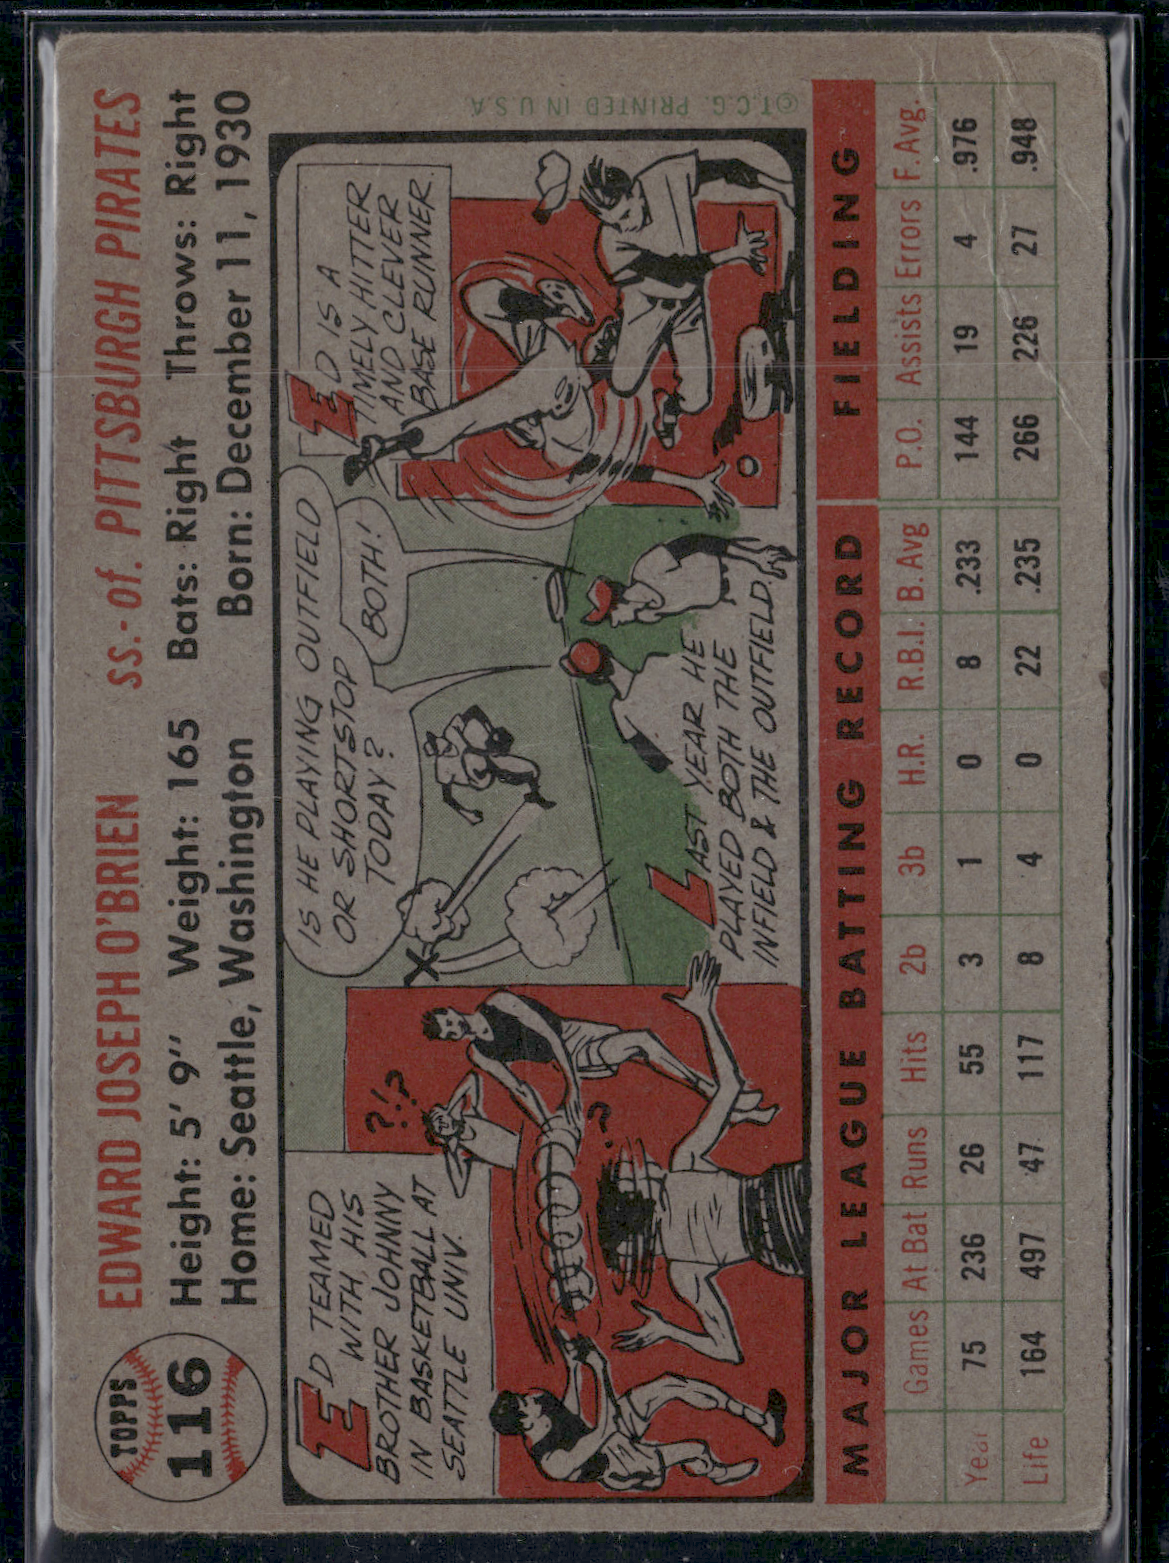 TOPPS
116
EDWARD JOSEPH O'BRIEN ss.-of. PITTSBURGH PIRATES
Height: 5' 9" Weight: 165 Bats: Right Throws: Right
Home: Seattle, Washington Born: December 11, 1930
ED TEAMED
WITH HIS
BROTHER JOHNNY
IN BASKETBALL AT
SEATTLE UNIV.
?!?
?
IS HE PLAYING OUTFIELD
OR SHORTSTOP
TODAY?
BOTH!
LAST YEAR HE
PLAYED BOTH THE
INFIELD & THE OUTFIELD.
ED IS A
TIMELY HITTER
AND CLEVER
BASE RUNNER.
©T.C.G. PRINTED IN U.S.A.
MAJOR LEAGUE BATTING RECORD FIELDING
Games At Bat Runs Hits 2b 3b H.R. R.B.I. B. Avg P.O. Assists Errors F. Avg.
Year 75 236 26 55 3 1 0 8 .233 144 19 4 .976
Life 164 497 47 117 8 4 0 22 .235 266 226 27 .948